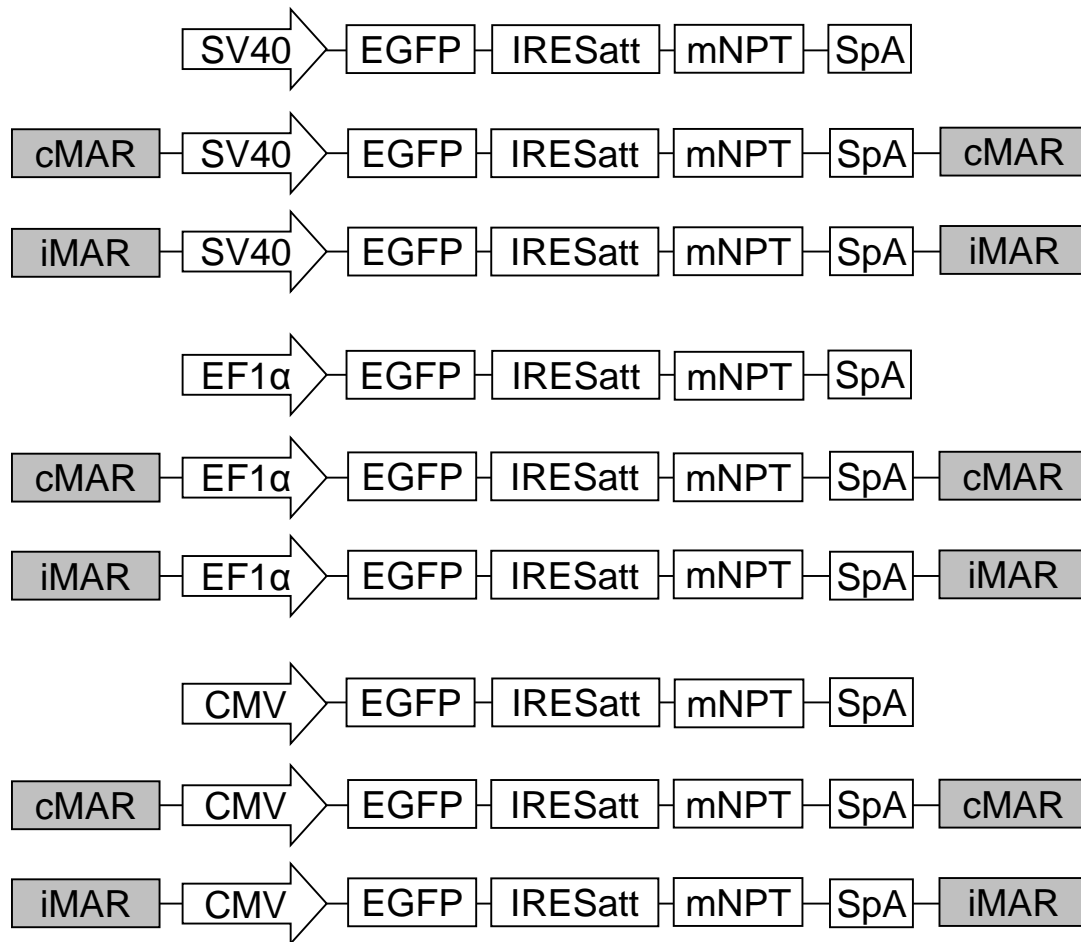 SV40 EGFP IRESatt mNPT SpA
cMAR SV40 EGFP IRESatt mNPT SpA cMAR
iMAR SV40 EGFP IRESatt mNPT SpA iMAR
EF1α EGFP IRESatt mNPT SpA
cMAR EF1α EGFP IRESatt mNPT SpA cMAR
iMAR EF1α EGFP IRESatt mNPT SpA iMAR
CMV EGFP IRESatt mNPT SpA
cMAR CMV EGFP IRESatt mNPT SpA cMAR
iMAR CMV EGFP IRESatt mNPT SpA iMAR